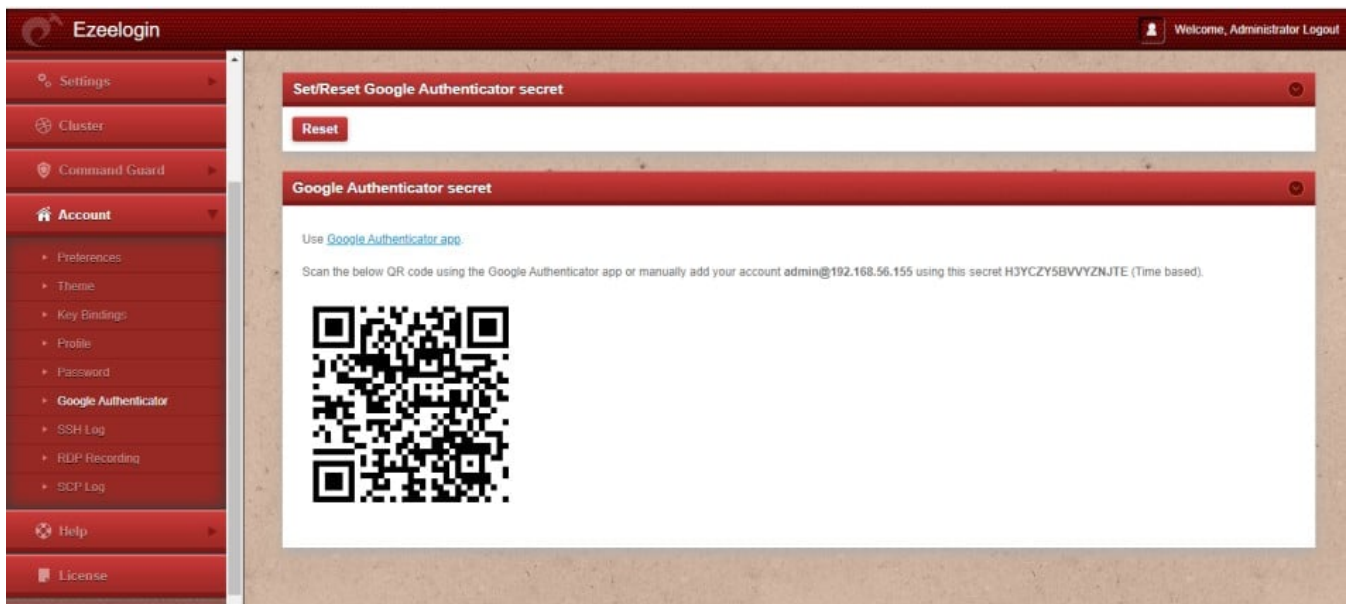 Ezeelogin
Welcome, Administrator Logout
Settings
Cluster
Command Guard
Account
Preferences
Theme
Key Bindings
Profile
Password
Google Authenticator
SSH Log
RDP Recording
SCP Log
Help
License
Set/Reset Google Authenticator secret
Reset
Google Authenticator secret
Use Google Authenticator app.
Scan the below QR code using the Google Authenticator app or manually add your account admin@192.168.56.155 using this secret H3YCZY5BVVYZNJTE (Time based).